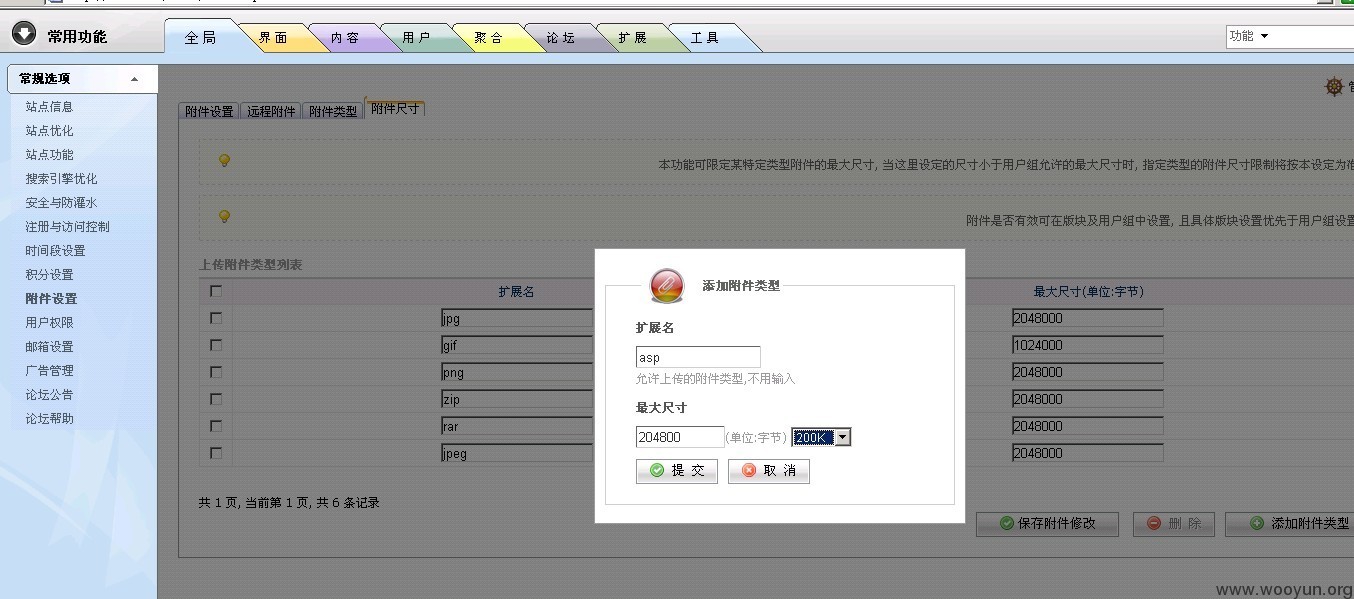 常用功能
全局 界面 内容 用户 聚合 论坛 扩展 工具
功能
常规选项
站点信息
站点优化
站点功能
搜索引擎优化
安全与防灌水
注册与访问控制
时间段设置
积分设置
附件设置
用户权限
邮箱设置
广告管理
论坛公告
论坛帮助
附件设置 远程附件 附件类型 附件尺寸
本功能可限定某特定类型附件的最大尺寸, 当这里设定的尺寸小于用户组允许的最大尺寸时, 指定类型的附件尺寸限制将按本设定为
附件是否有效可在版块及用户组中设置, 且具体版块设置优先于用户组设置
上传附件类型列表
扩展名 最大尺寸(单位:字节)
jpg 2048000
gif 1024000
png 2048000
zip 2048000
rar 2048000
jpeg 2048000
共 1 页, 当前第 1 页, 共 6 条记录
保存附件修改 删 除 添加附件类型
添加附件类型
扩展名
asp
允许上传的附件类型,不用输入
最大尺寸
204800 (单位:字节) 200K
提 交 取 消
www.wooyun.org